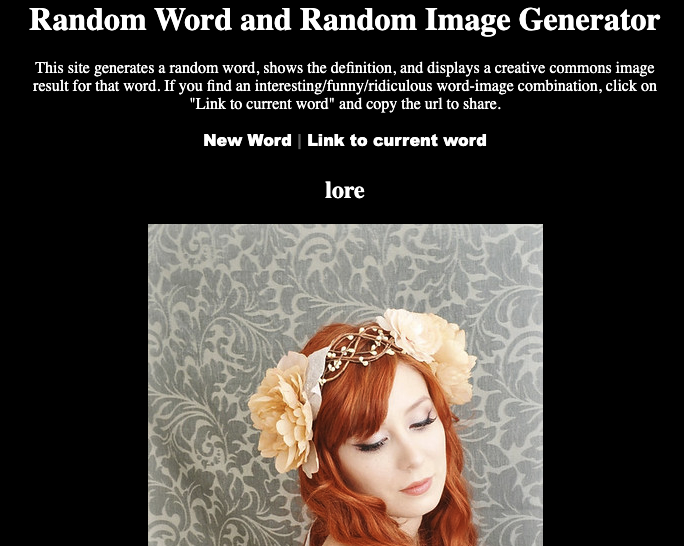 Random Word and Random Image Generator
This site generates a random word, shows the definition, and displays a creative commons image
result for that word. If you find an interesting/funny/ridiculous word-image combination, click on
"Link to current word" and copy the url to share.
New Word | Link to current word
lore